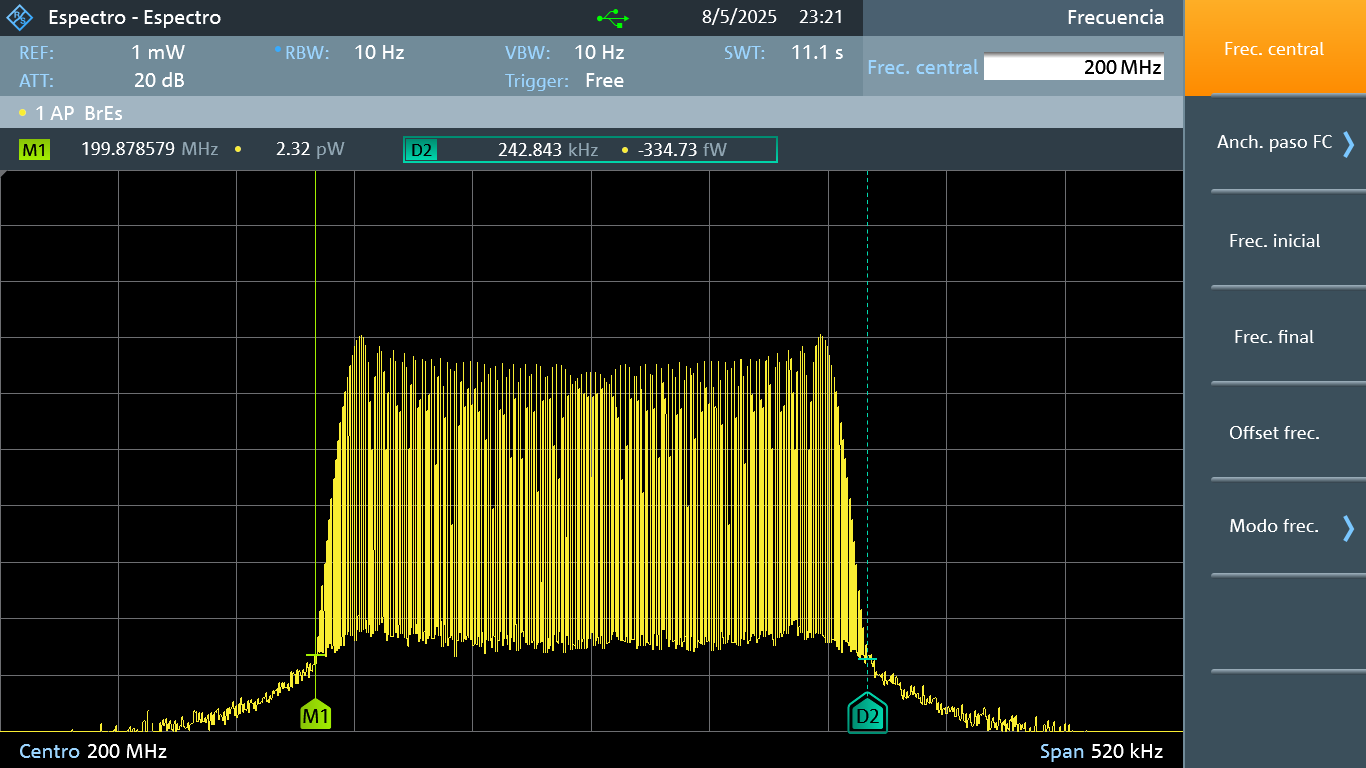 Espectro - Espectro 8/5/2025 23:21 Frecuencia
REF: 1 mW RBW: 10 Hz VBW: 10 Hz SWT: 11.1 s
ATT: 20 dB Trigger: Free
Frec. central 200 MHz
1 AP BrEs
M1 199.878579 MHz 2.32 pW D2 242.843 kHz -334.73 fW
M1 D2
Centro 200 MHz Span 520 kHz
Frec. central
Anch. paso FC
Frec. inicial
Frec. final
Offset frec.
Modo frec.